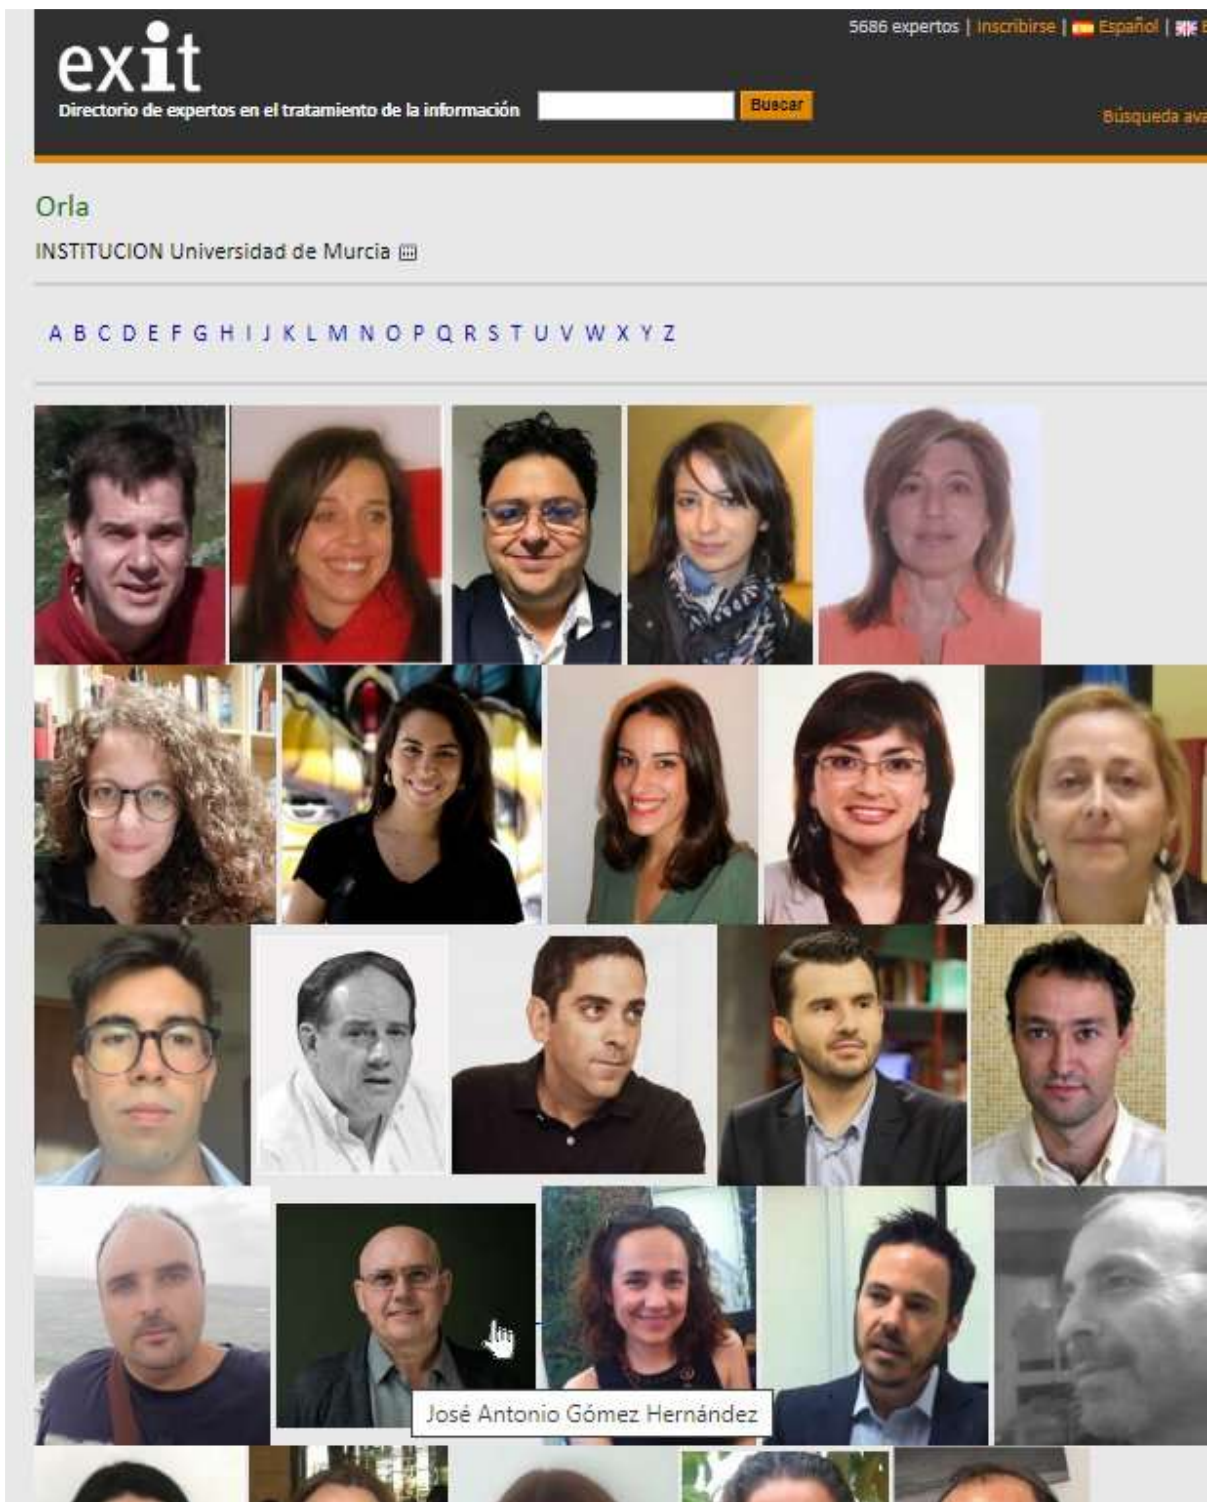 5686 expertos | Inscribirse | Español |
exit
Directorio de expertos en el tratamiento de la información
Buscar
Búsqueda
Orla
INSTITUCION Universidad de Murcia
A B C D E F G H I J K L M N O P Q R S T U V W X Y Z
José Antonio Gómez Hernández